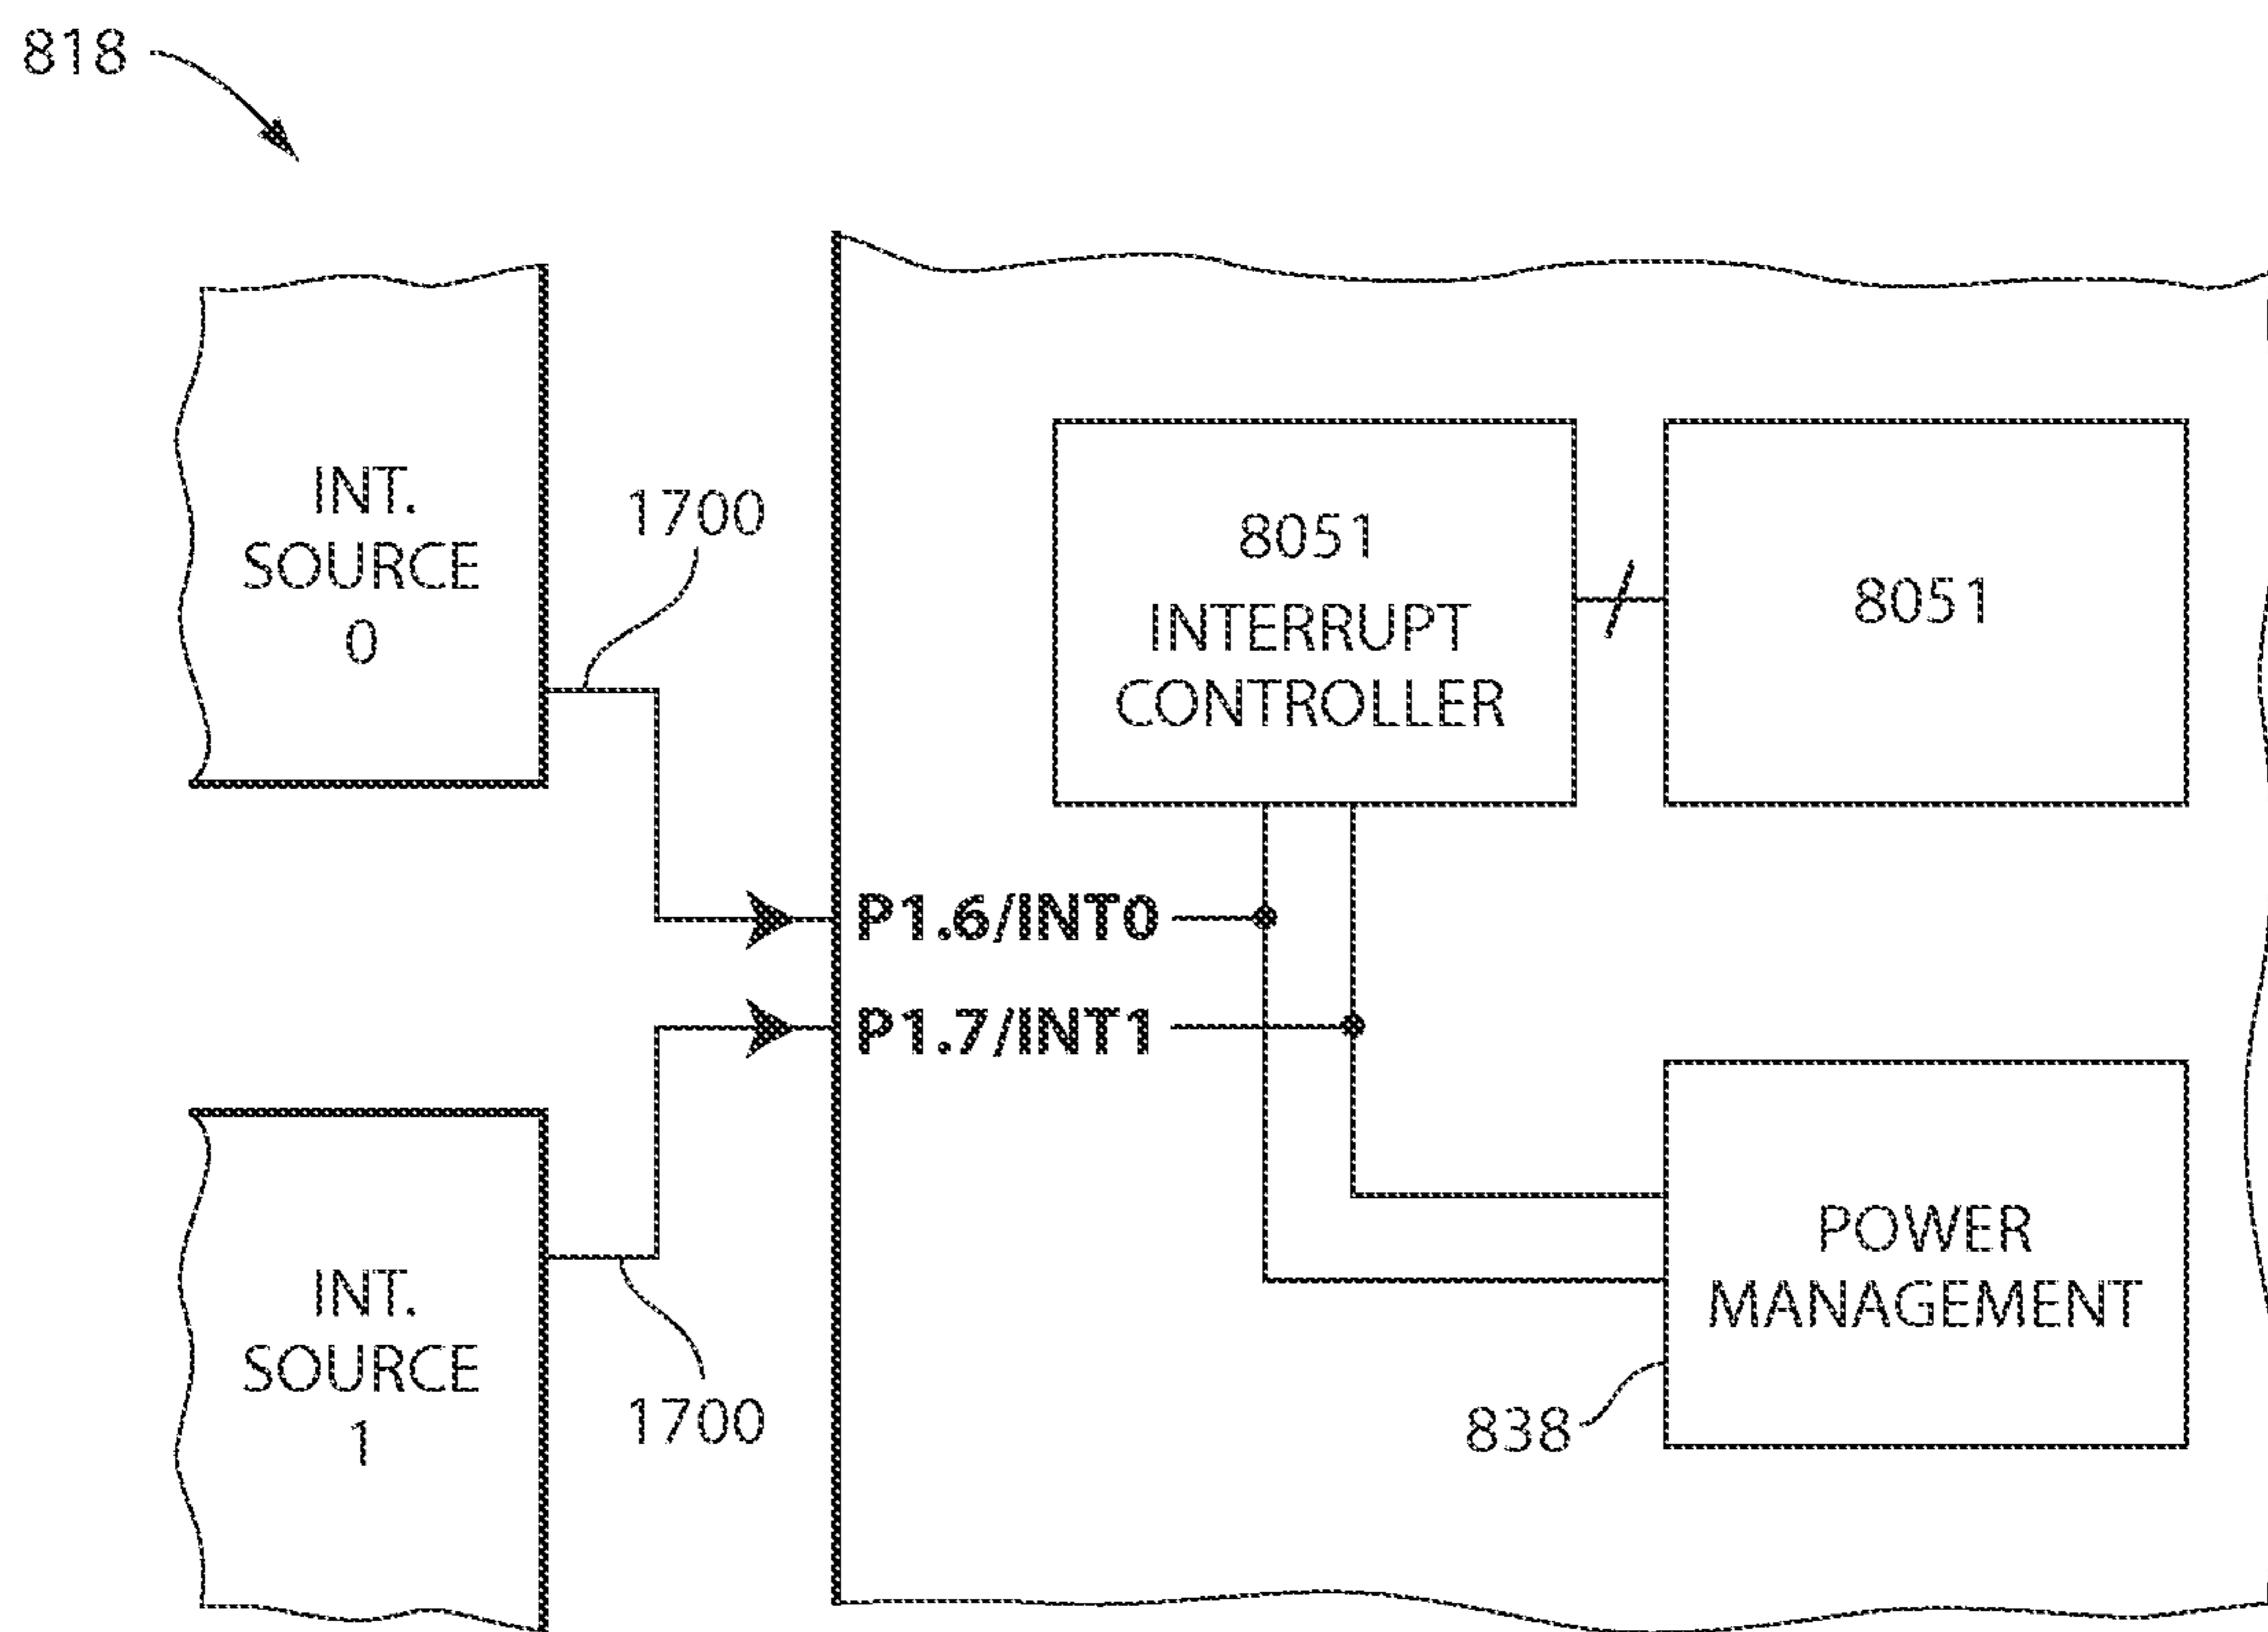 818
INT.
SOURCE
0
1700
8051
INTERRUPT
CONTROLLER
8051
P1.6/INT0
P1.7/INT1
INT.
SOURCE
1
1700
POWER
MANAGEMENT
838